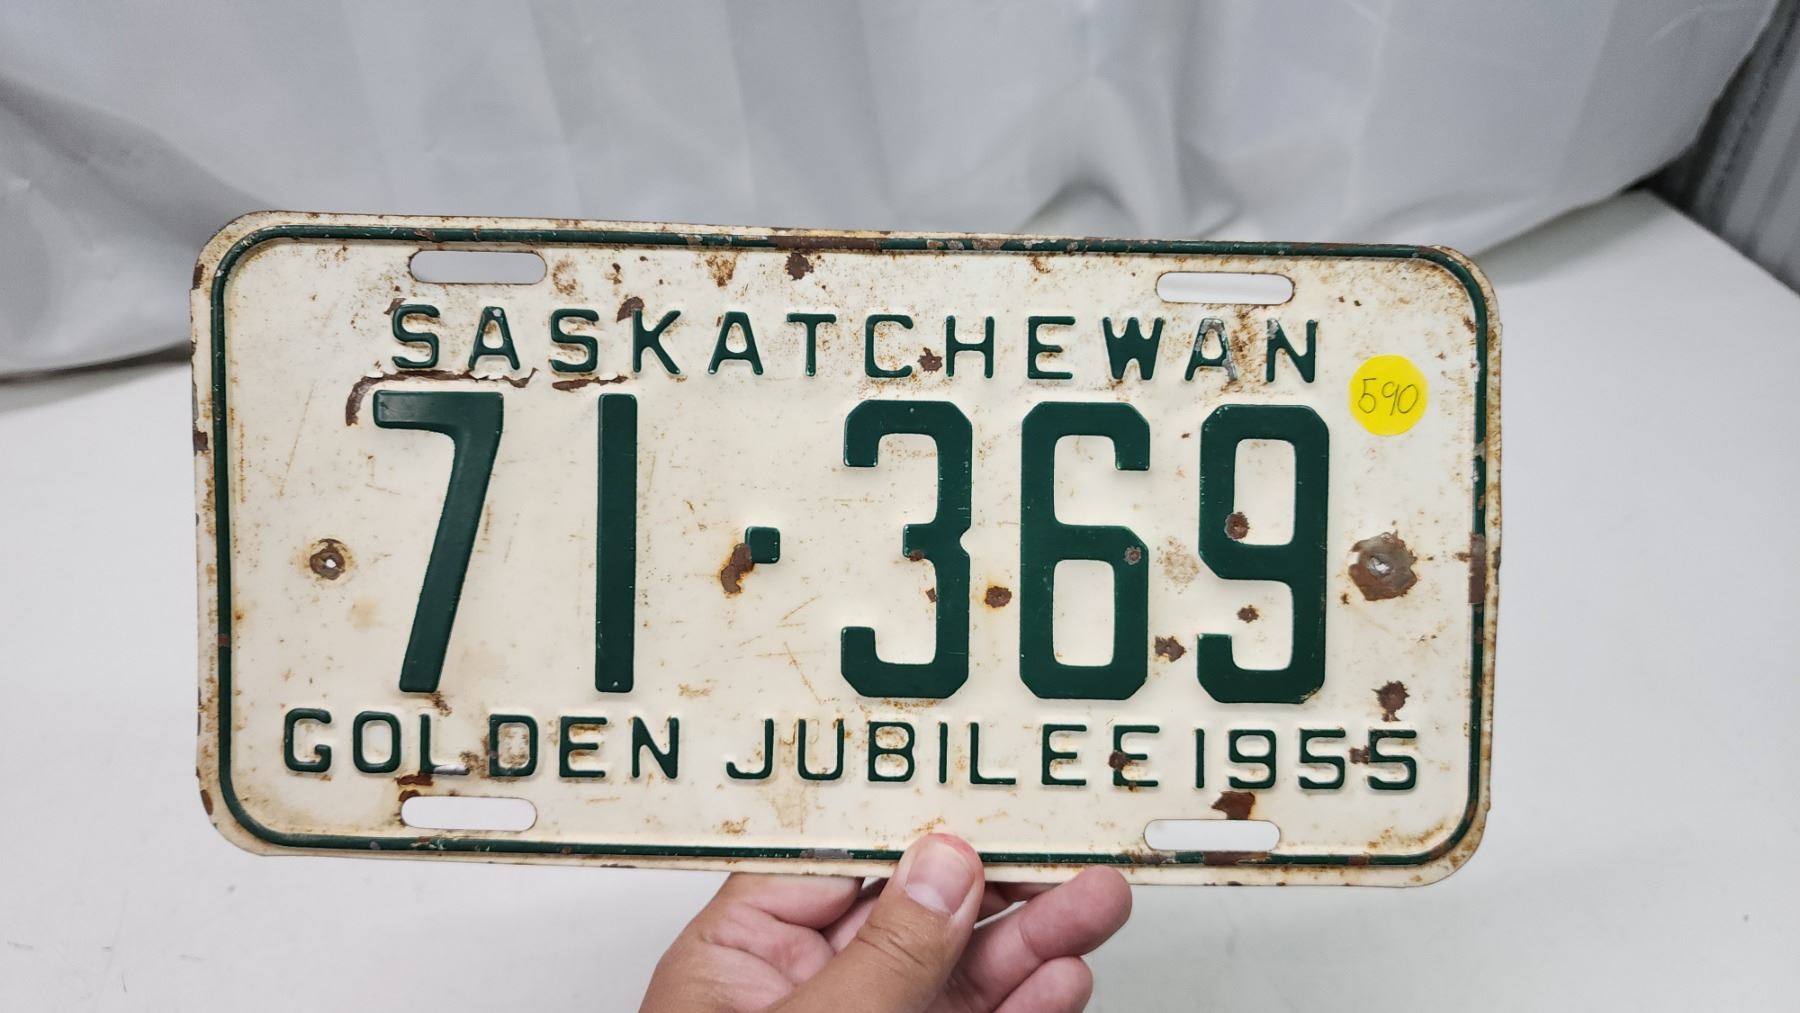 SASKATCHEWAN
590
71·369
GOLDEN JUBILEE 1955